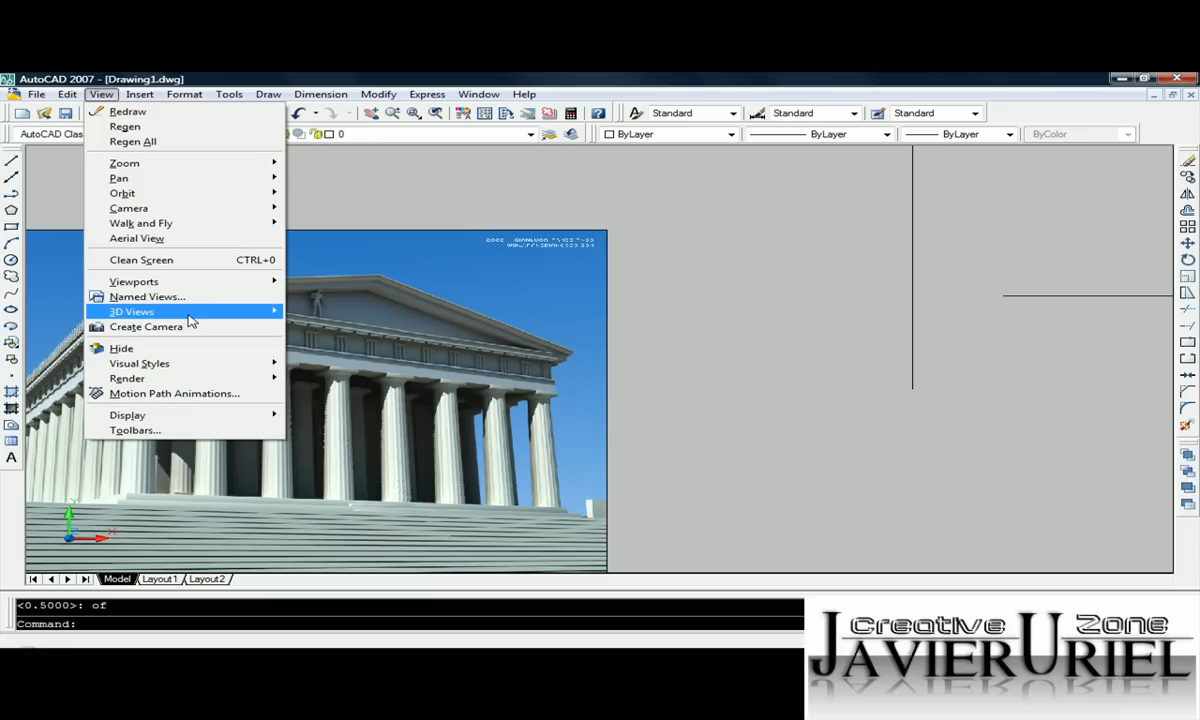 AutoCAD 2007 - [Drawing1.dwg]
File Edit View Insert Format Tools Draw Dimension Modify Express Window Help
Standard Standard Standard
AutoCAD Clas 0 ByLayer ByLayer ByLayer ByColor
Redraw
Regen
Regen All
Zoom
Pan
Orbit
Camera
Walk and Fly
Aerial View
Clean Screen CTRL+0
Viewports
Named Views...
3D Views
Create Camera
Hide
Visual Styles
Render
Motion Path Animations...
Display
Toolbars...
A
Model Layout1 Layout2
<0.5000>: of
Command:
Creative Zone
JAVIERURIEL